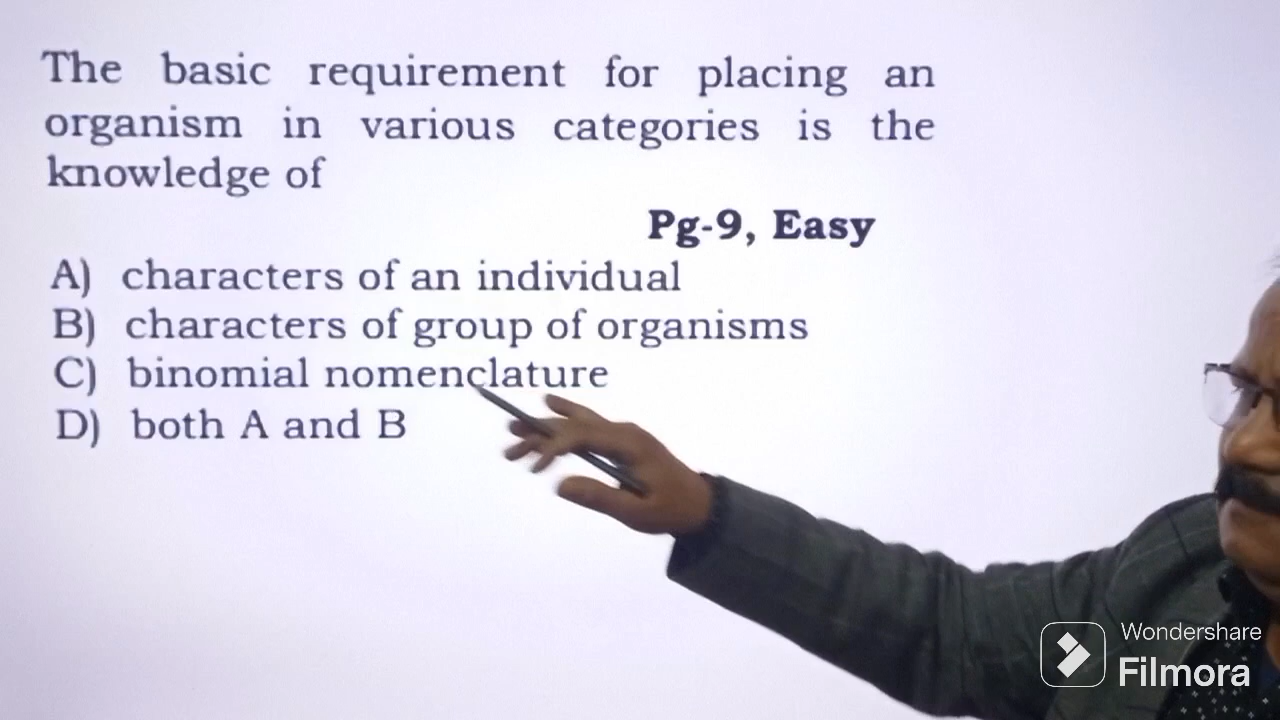 The basic requirement for placing an
organism in various categories is the
knowledge of
Pg-9, Easy
A) characters of an individual
B) characters of group of organisms
C) binomial nomenclature
D) both A and B
Wondershare
Filmora